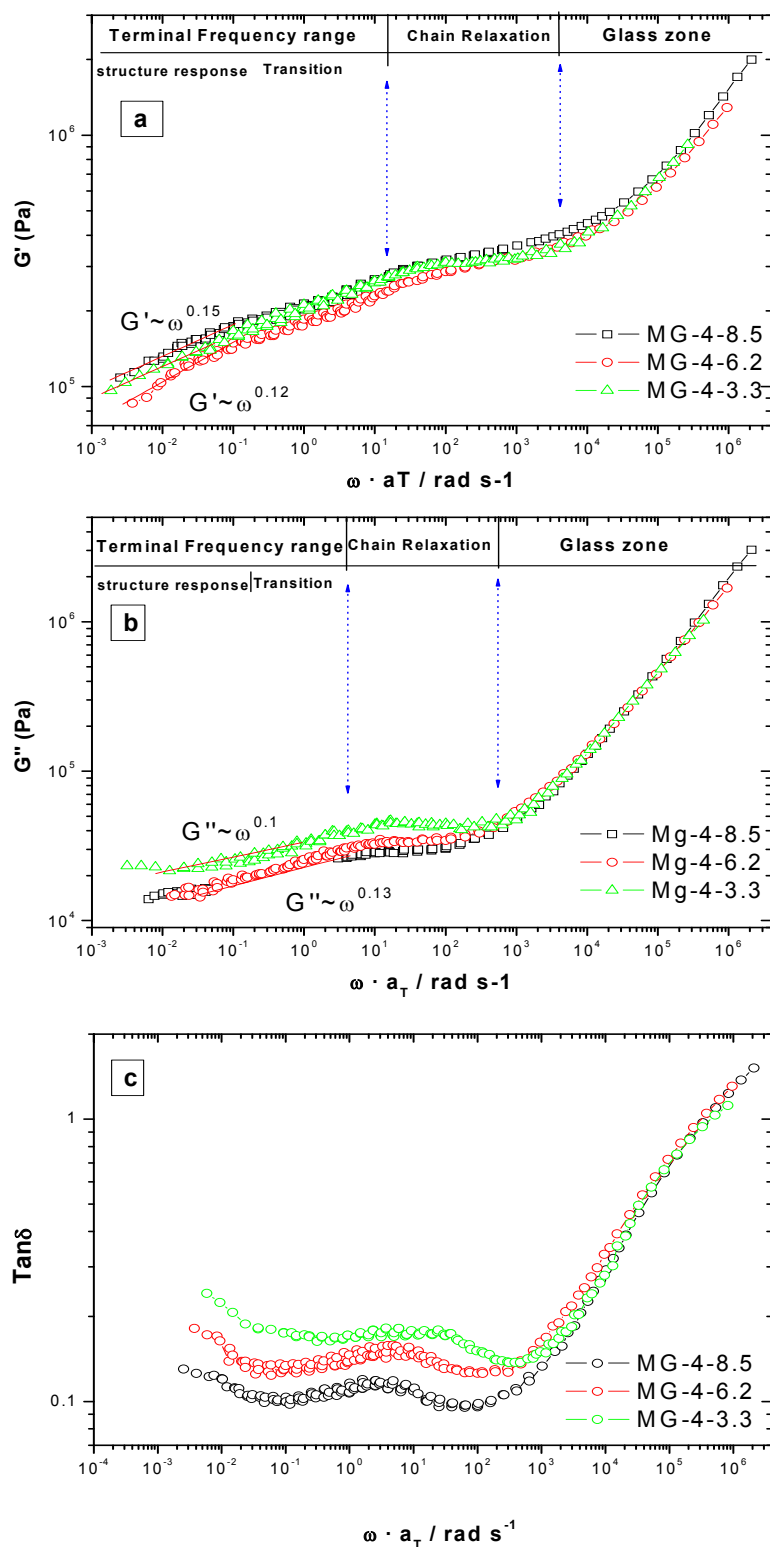 Terminal Frequency range Chain Relaxation Glass zone
structure response Transition
a
10^6
10^5
G' (Pa)
G'~ω^0.15
G'~ω^0.12
MG-4-8.5
MG-4-6.2
MG-4-3.3
10^-3 10^-2 10^-1 10^0 10^1 10^2 10^3 10^4 10^5 10^6
ω · aT / rad s-1
Terminal Frequency range Chain Relaxation Glass zone
structure response Transition
b
10^6
10^5
10^4
G'' (Pa)
G''~ω^0.1
G''~ω^0.13
Mg-4-8.5
Mg-4-6.2
Mg-4-3.3
10^-3 10^-2 10^-1 10^0 10^1 10^2 10^3 10^4 10^5 10^6
ω · a_T / rad s-1
c
1
0.1
Tanδ
MG-4-8.5
MG-4-6.2
MG-4-3.3
10^-4 10^-3 10^-2 10^-1 10^0 10^1 10^2 10^3 10^4 10^5 10^6
ω · a_T / rad s^-1